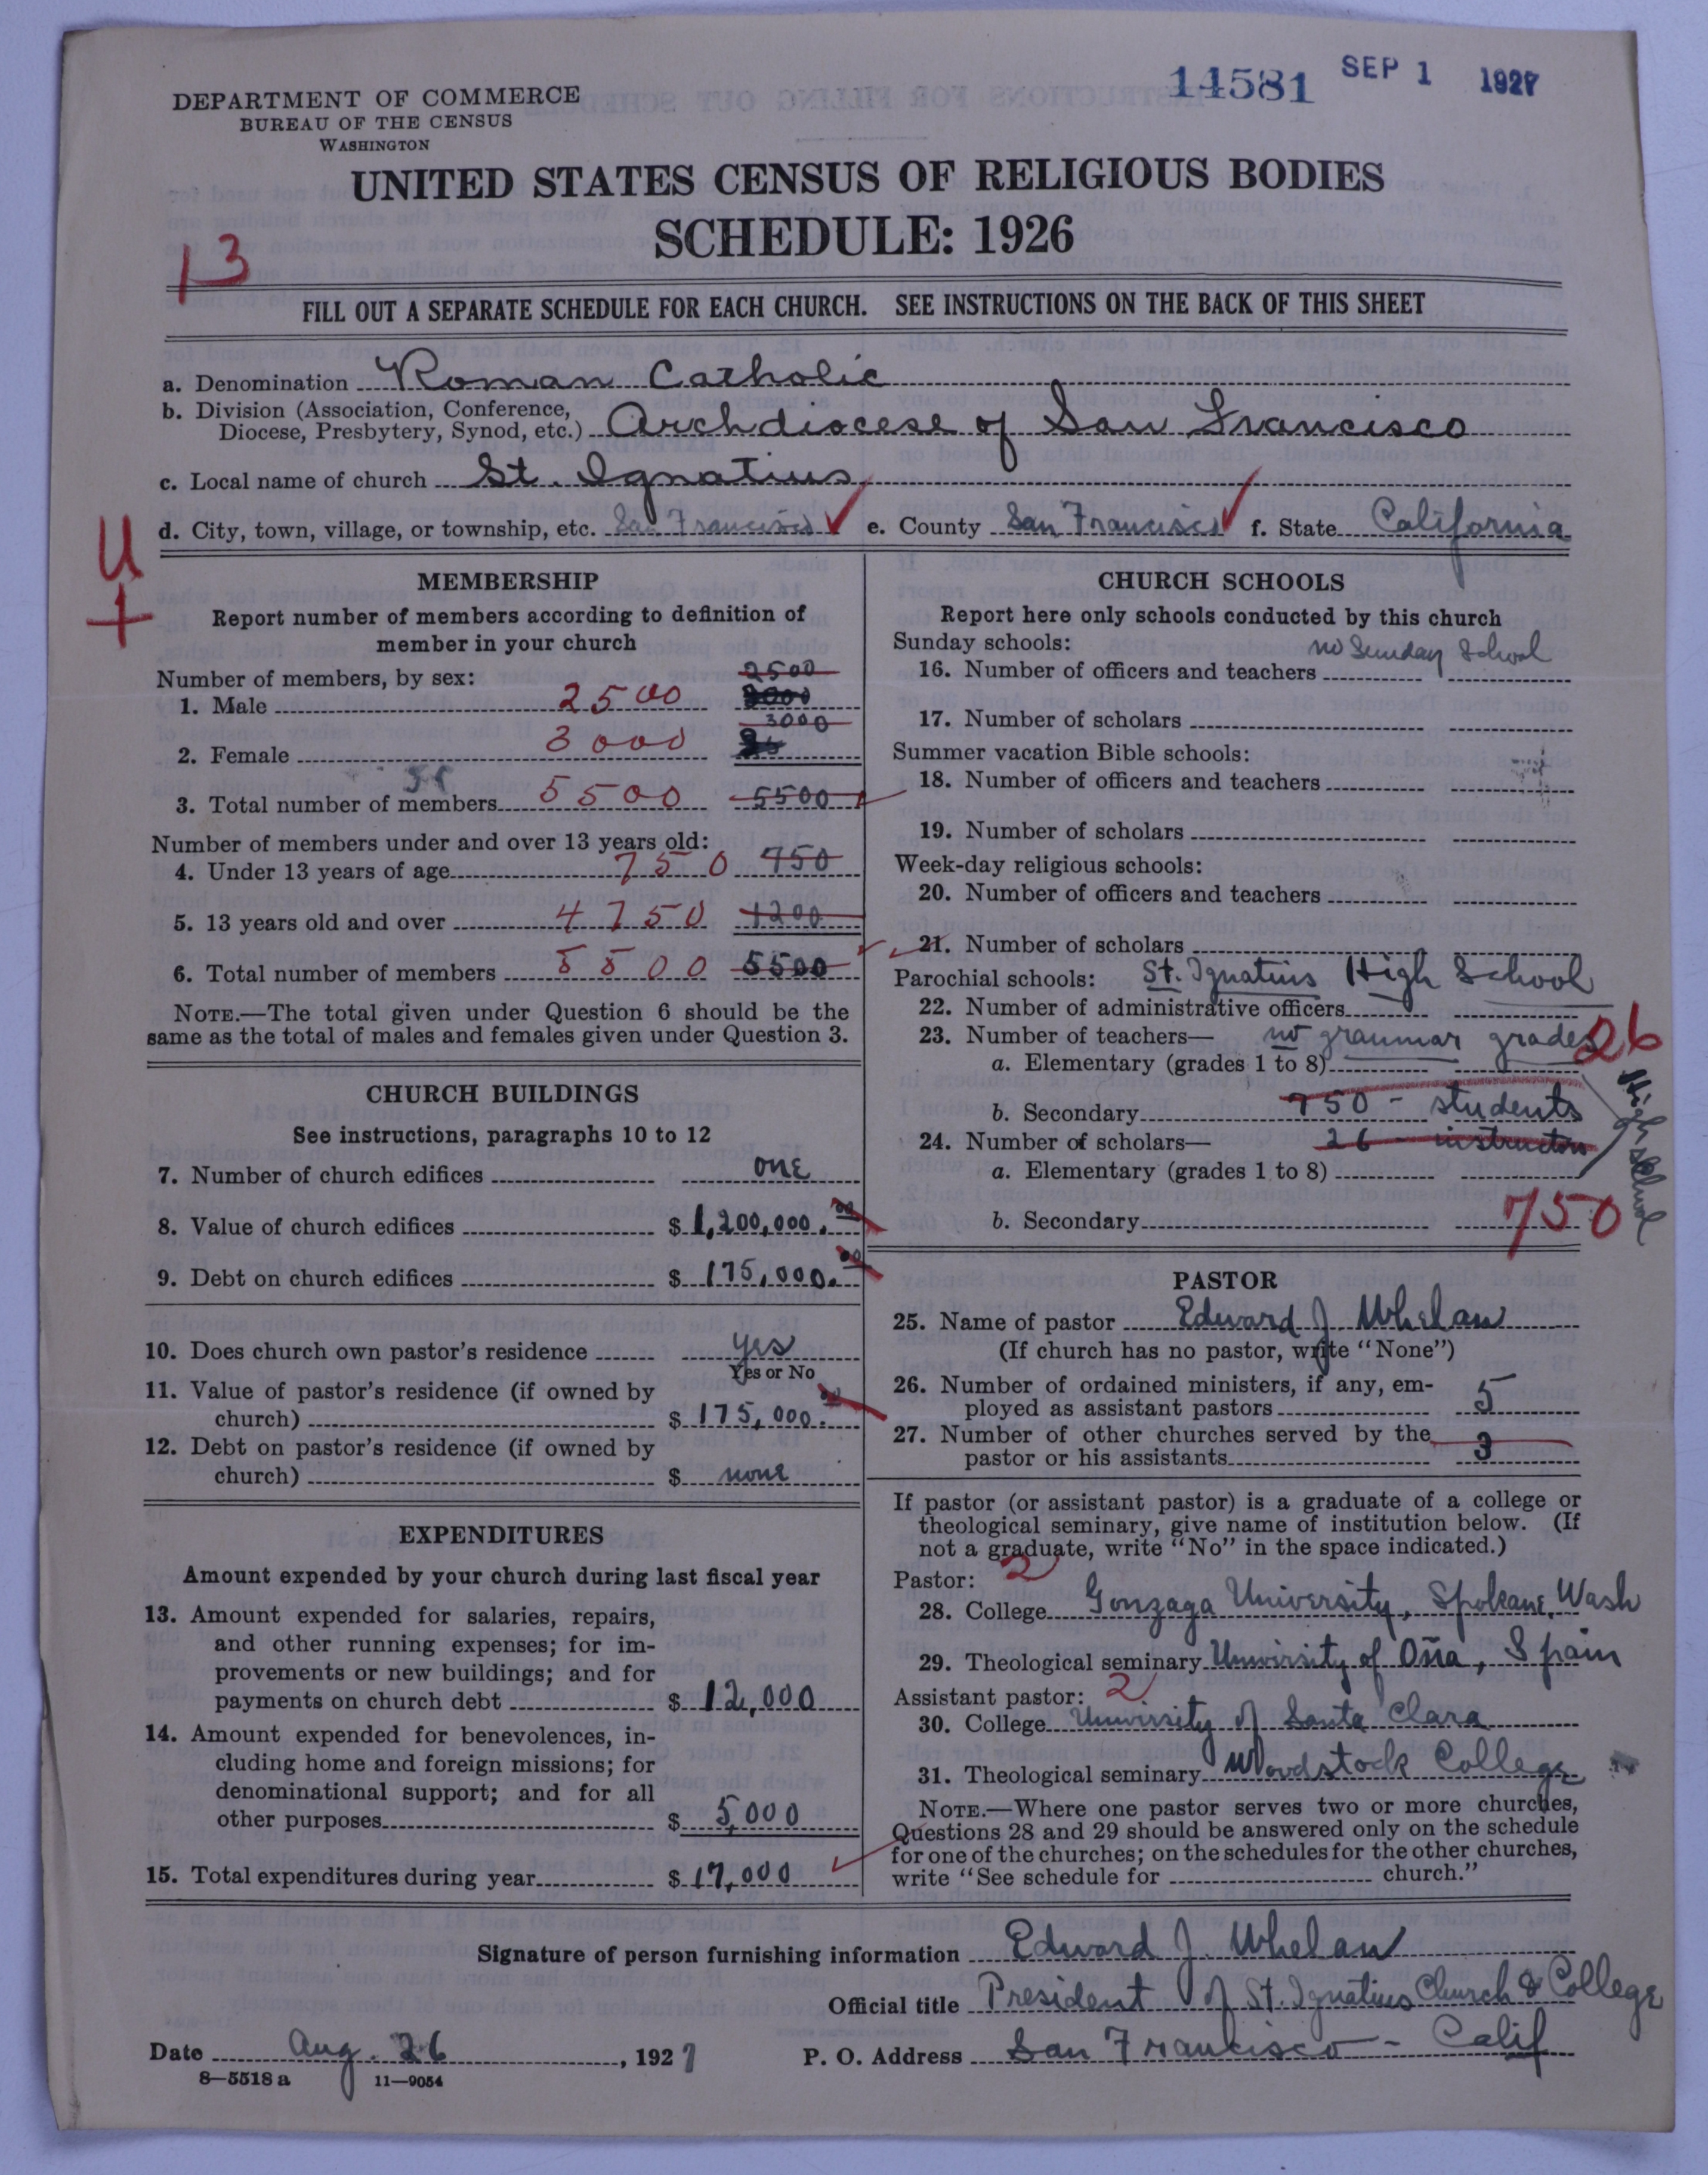 14581 SEP 1 1927
DEPARTMENT OF COMMERCE
BUREAU OF THE CENSUS
WASHINGTON
UNITED STATES CENSUS OF RELIGIOUS BODIES
SCHEDULE: 1926
13
FILL OUT A SEPARATE SCHEDULE FOR EACH CHURCH. SEE INSTRUCTIONS ON THE BACK OF THIS SHEET
a. Denomination Roman Catholic
b. Division (Association, Conference,
Diocese, Presbytery, Synod, etc.) Archdiocese of San Francisco
c. Local name of church St. Ignatius
d. City, town, village, or township, etc. San Francisco e. County San Francisco f. State California
U
+
MEMBERSHIP
Report number of members according to definition of
member in your church
Number of members, by sex: 2500
1. Male 2500 3000
3000
2. Female 3000
3. Total number of members 5500 5500
Number of members under and over 13 years old:
4. Under 13 years of age 750 750
5. 13 years old and over 4750 1200
6. Total number of members 5500 5500
NOTE.—The total given under Question 6 should be the
same as the total of males and females given under Question 3.
CHURCH BUILDINGS
See instructions, paragraphs 10 to 12
7. Number of church edifices one
8. Value of church edifices $ 1,200,000.00
9. Debt on church edifices $ 175,000.00
10. Does church own pastor's residence yes
Yes or No
11. Value of pastor's residence (if owned by
church) $ 175,000.00
12. Debt on pastor's residence (if owned by
church) $ none
EXPENDITURES
Amount expended by your church during last fiscal year
13. Amount expended for salaries, repairs,
and other running expenses; for im-
provements or new buildings; and for
payments on church debt $ 12,000
14. Amount expended for benevolences, in-
cluding home and foreign missions; for
denominational support; and for all
other purposes $ 5,000
15. Total expenditures during year $ 17,000
CHURCH SCHOOLS
Report here only schools conducted by this church
Sunday schools: no Sunday School
16. Number of officers and teachers
17. Number of scholars
Summer vacation Bible schools:
18. Number of officers and teachers
19. Number of scholars
Week-day religious schools:
20. Number of officers and teachers
21. Number of scholars
Parochial schools: St. Ignatius High School
22. Number of administrative officers
23. Number of teachers— no grammar grades 26
a. Elementary (grades 1 to 8)
b. Secondary 750 - students
24. Number of scholars— 26 - instructors
a. Elementary (grades 1 to 8)
High School
b. Secondary 750
PASTOR
25. Name of pastor Edward J Whelan
(If church has no pastor, write "None")
26. Number of ordained ministers, if any, em-
ployed as assistant pastors 5
27. Number of other churches served by the
pastor or his assistants 3
If pastor (or assistant pastor) is a graduate of a college or
theological seminary, give name of institution below. (If
not a graduate, write "No" in the space indicated.)
Pastor: 2
28. College Gonzaga University, Spokane, Wash
29. Theological seminary University of Oña, Spain
Assistant pastor: 2
30. College University of Santa Clara
31. Theological seminary Woodstock College
NOTE.—Where one pastor serves two or more churches,
Questions 28 and 29 should be answered only on the schedule
for one of the churches; on the schedules for the other churches,
write "See schedule for church."
Signature of person furnishing information Edward J. Whelan
Official title President of St. Ignatius Church & College
Date Aug. 26, 1927 P. O. Address San Francisco - Calif
8—5518 a 11—9054